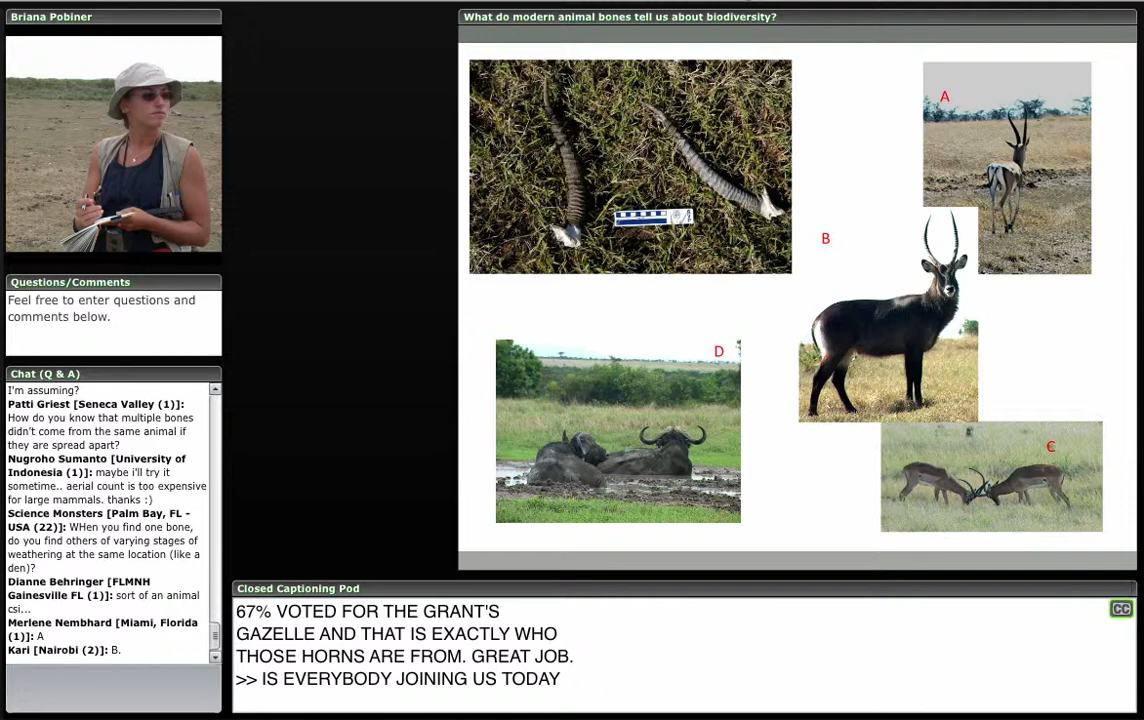 Briana Pobiner
What do modern animal bones tell us about biodiversity?
A
B
D
C
Questions/Comments
Feel free to enter questions and
comments below.
Chat (Q & A)
I'm assuming?
Patti Griest [Seneca Valley (1)]:
How do you know that multiple bones
didn't come from the same animal if
they are spread apart?
Nugroho Sumanto [University of
Indonesia (1)]: maybe i'll try it
sometime.. aerial count is too expensive
for large mammals. thanks :)
Science Monsters [Palm Bay, FL -
USA (22)]: WHen you find one bone,
do you find others of varying stages of
weathering at the same location (like a
den)?
Dianne Behringer [FLMNH
Gainesville FL (1)]: sort of an animal
csi...
Merlene Nembhard [Miami, Florida
(1)]: A
Kari [Nairobi (2)]: B.
Closed Captioning Pod
CC
67% VOTED FOR THE GRANT'S
GAZELLE AND THAT IS EXACTLY WHO
THOSE HORNS ARE FROM. GREAT JOB.
>> IS EVERYBODY JOINING US TODAY